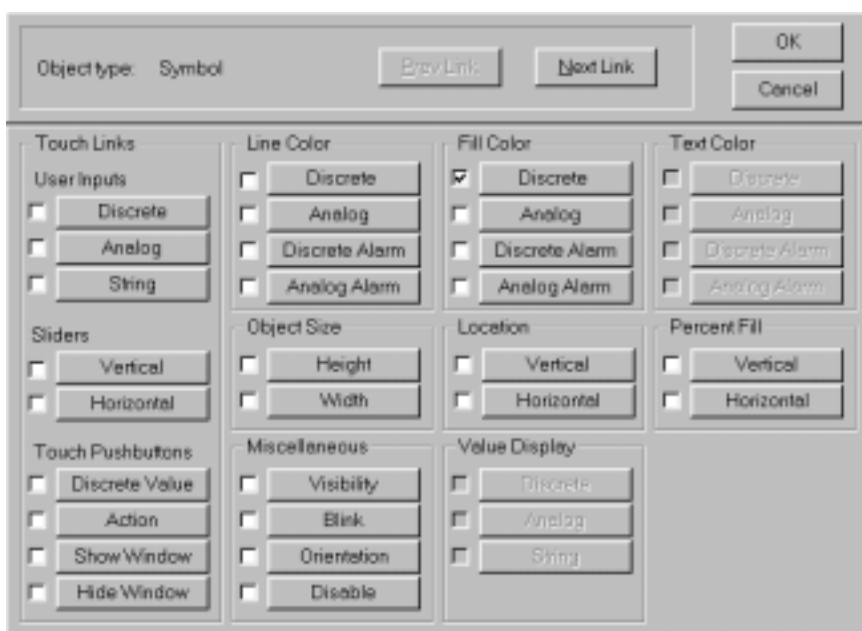 Object type: Symbol
Prev Link
Next Link
OK
Cancel
Touch Links
User Inputs
Discrete
Analog
String
Sliders
Vertical
Horizontal
Touch Pushbuttons
Discrete Value
Action
Show Window
Hide Window
Line Color
Discrete
Analog
Discrete Alarm
Analog Alarm
Object Size
Height
Width
Miscellaneous
Visibility
Blink
Orientation
Disable
Fill Color
Discrete
Analog
Discrete Alarm
Analog Alarm
Location
Vertical
Horizontal
Value Display
Discrete
Analog
String
Text Color
Discrete
Analog
Discrete Alarm
Analog Alarm
Percent Fill
Vertical
Horizontal